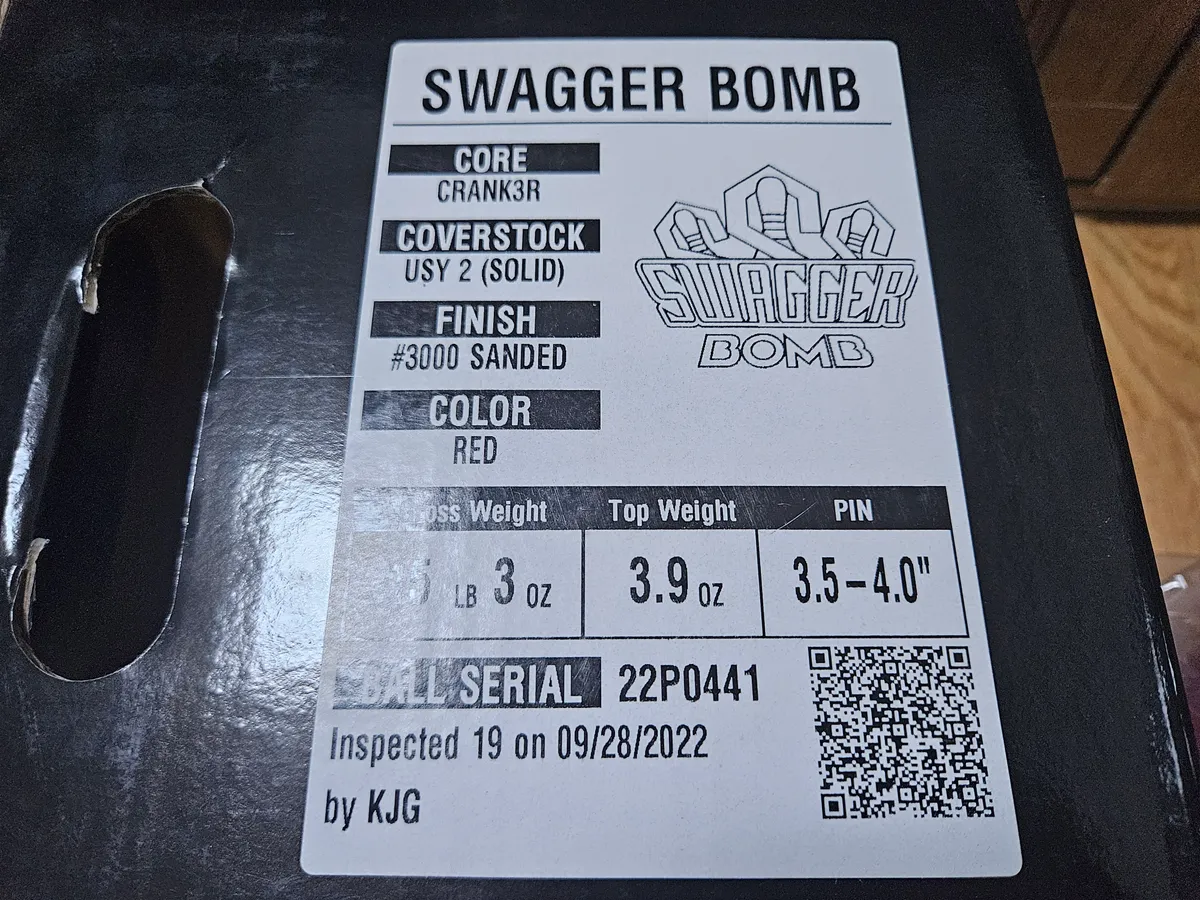 SWAGGER BOMB
CORE
CRANK3R
COVERSTOCK
USY 2 (SOLID)
FINISH
#3000 SANDED
COLOR
RED
SWAGGER
BOMB
Weight Top Weight PIN
LB 3 OZ 3.9 OZ 3.5-4.0"
BALL SERIAL 22P0441
Inspected 19 on 09/28/2022
by KJG